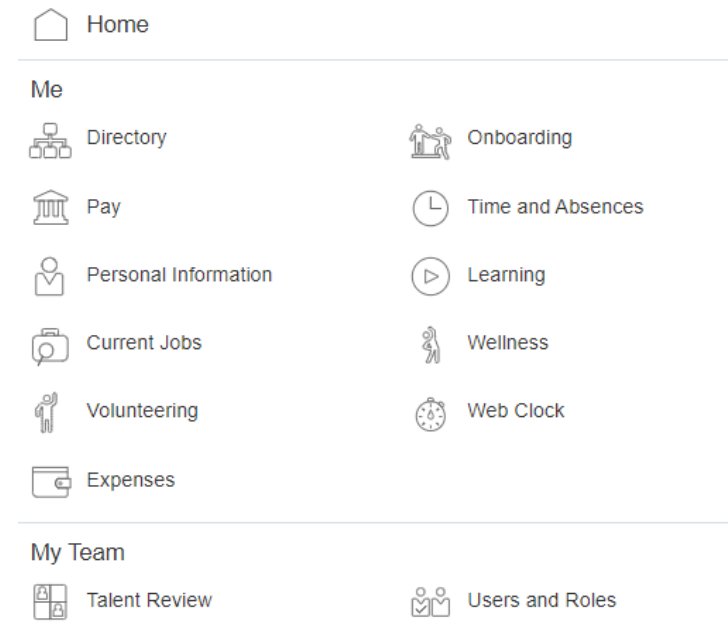 Home
Me
Directory
Onboarding
Pay
Time and Absences
Personal Information
Learning
Current Jobs
Wellness
Volunteering
Web Clock
Expenses
My Team
Talent Review
Users and Roles